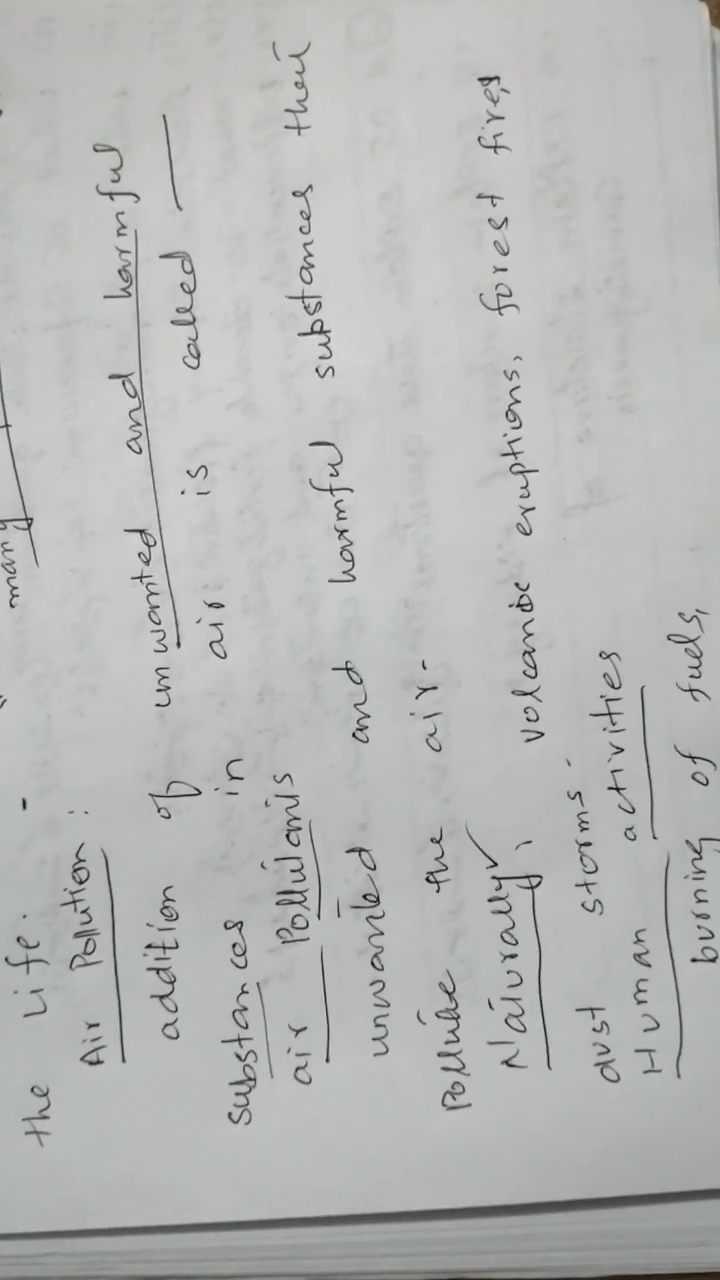 the Life. - many
Air Pollution :
addition of unwanted and harmful
substances in air is called —
air Pollutants
unwanted and harmful substances that
Pollute the air.
Naturally, volcanic eruptions, forest fires,
dust storms.
Human activities
burning of fuels,